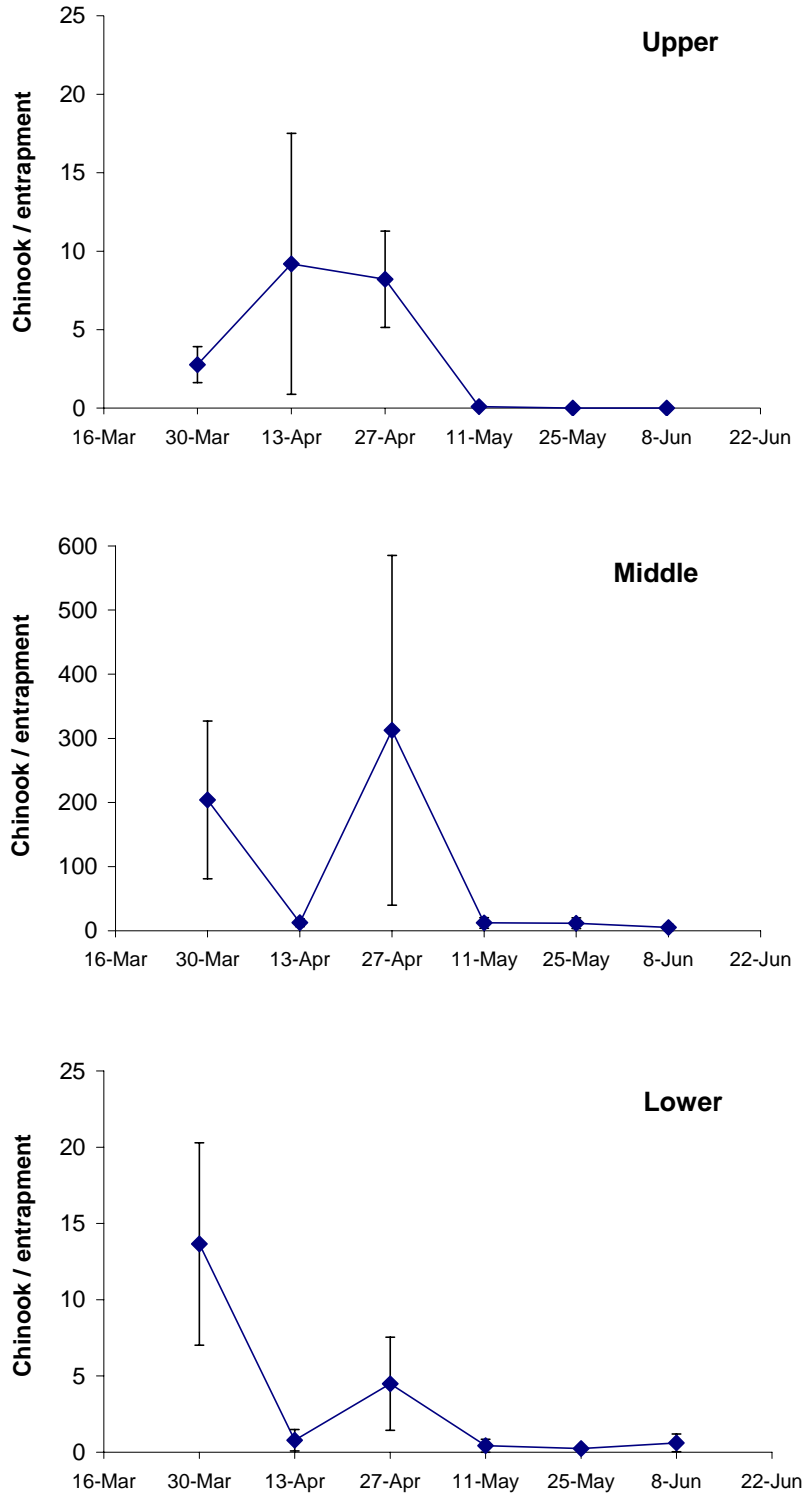 Upper
Chinook / entrapment
25
20
15
10
5
0
16-Mar 30-Mar 13-Apr 27-Apr 11-May 25-May 8-Jun 22-Jun
Middle
Chinook / entrapment
600
500
400
300
200
100
0
16-Mar 30-Mar 13-Apr 27-Apr 11-May 25-May 8-Jun 22-Jun
Lower
Chinook / entrapment
25
20
15
10
5
0
16-Mar 30-Mar 13-Apr 27-Apr 11-May 25-May 8-Jun 22-Jun